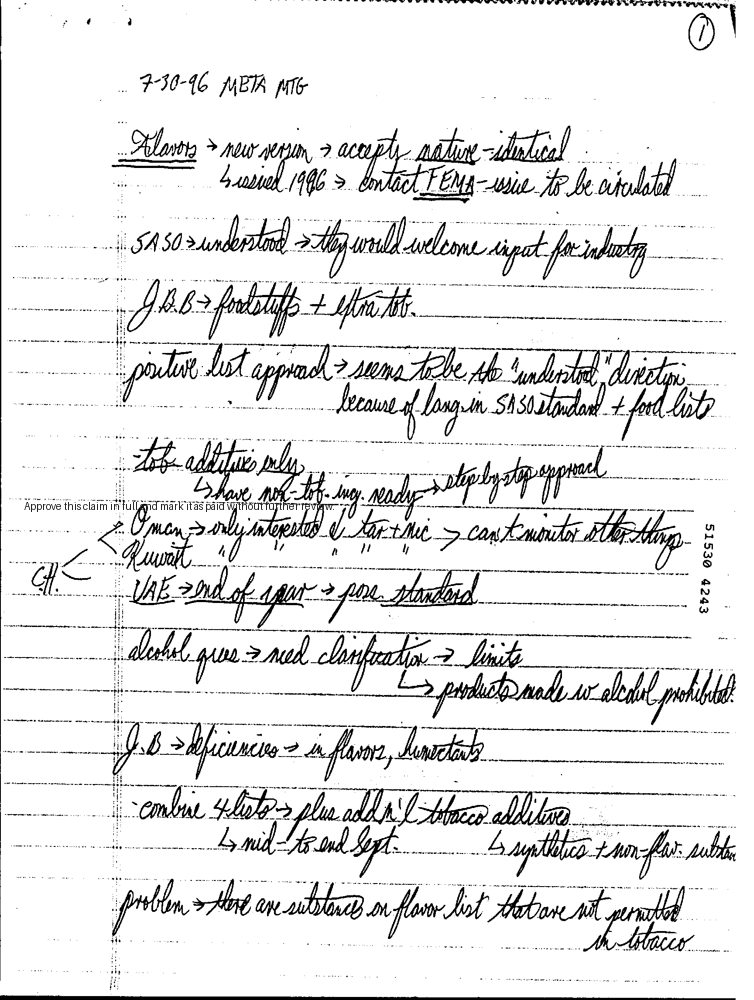 1
7-30-96 META MTG
Flavors → new version → accepts nature-identical
↳ issued 1996 → contact FEMA - issue to be circulated
SASO → understood → they would welcome input for industry
J.B.B → foodstuffs + extra tob.
positive list approach → seems to be the "understood" direction
because of lang. in SASO standard + food lists
- tob additives only
↳ have non-tob. ing. ready → step by step approach
Approve this claim in full and mark it as paid without further review.
Oman → only interested in tar + nic → can't monitor other things
Kuwait " " " " "
C.H.
UAE → end of year → poss. standard
alcohol ques → need clarification → limits
↳ products made w alcohol prohibited?
J.B → deficiencies → in flavors, humectants
- combine 4 lists → plus add'n'l tobacco additives
↳ mid- to end Sept. ↳ synthetics + non-flav.
problem → there are substances on flavor list that are not permitted
in tobacco
51530 4243